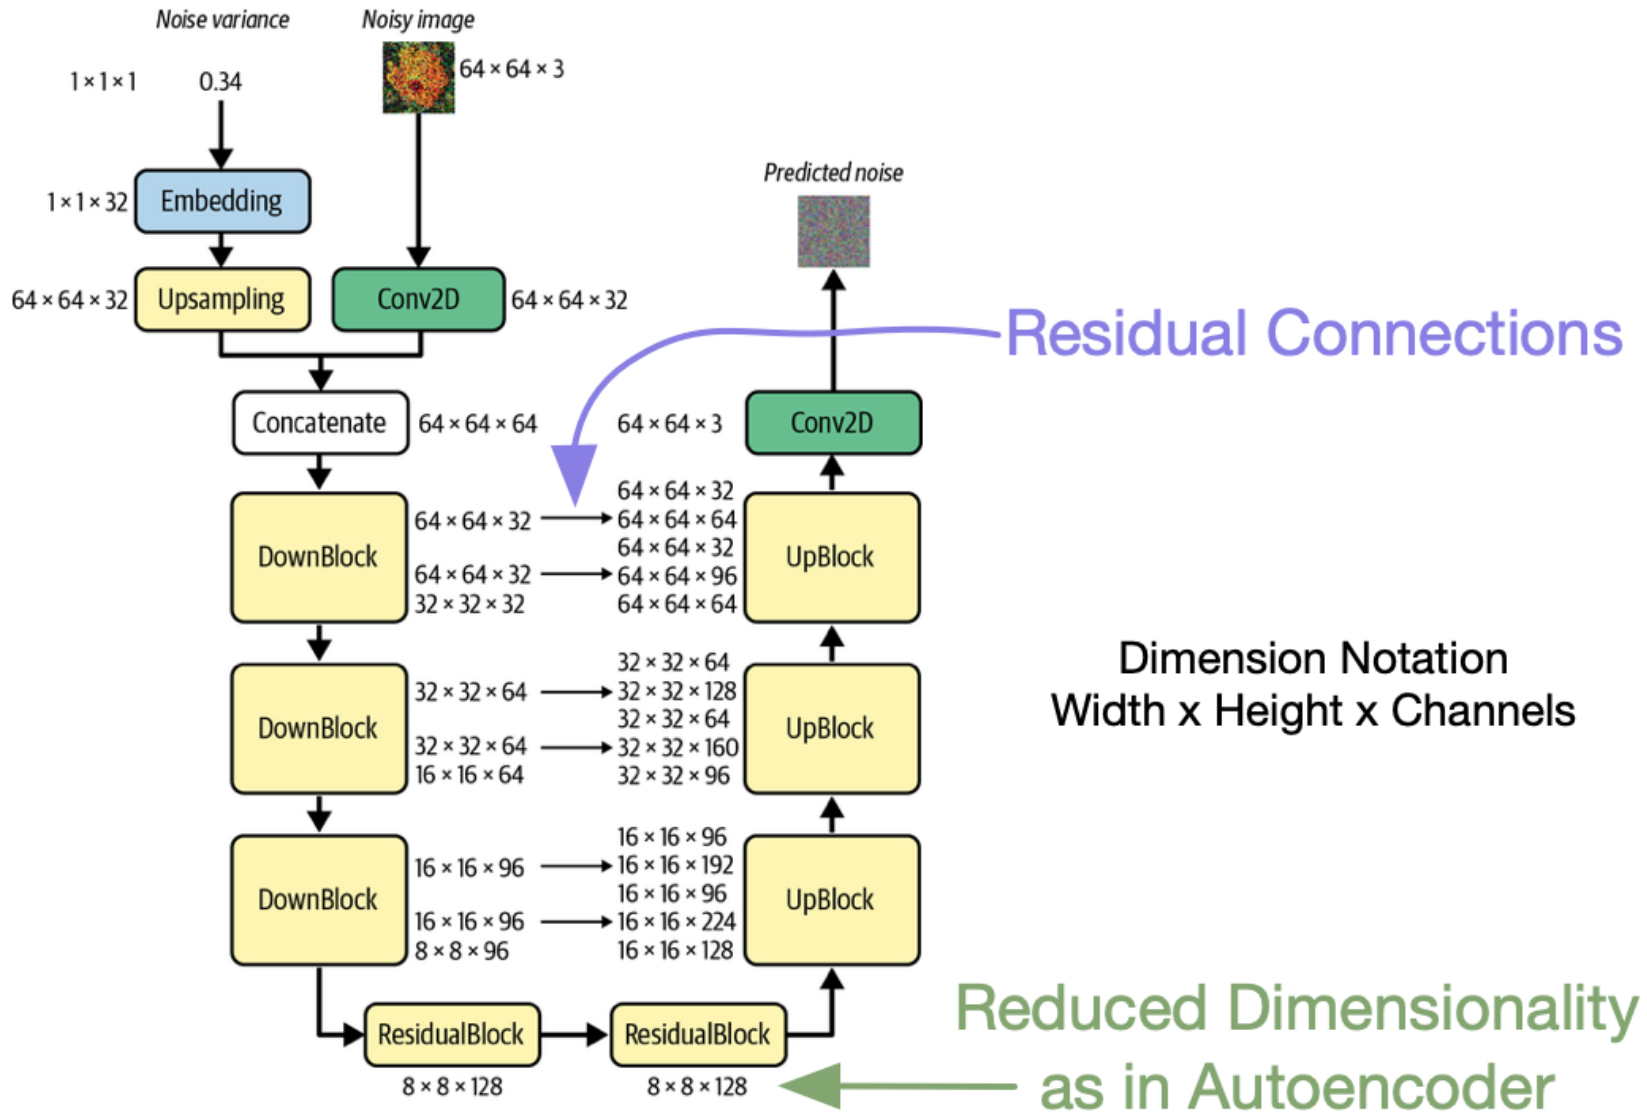 Noise variance
Noisy image
1 × 1 × 1
0.34
64 × 64 × 3
Embedding
1 × 1 × 32
Upsampling
64 × 64 × 32
Conv2D
64 × 64 × 32
Concatenate
64 × 64 × 64
DownBlock
64 × 64 × 32
64 × 64 × 32
32 × 32 × 32
DownBlock
32 × 32 × 64
32 × 32 × 64
16 × 16 × 64
DownBlock
16 × 16 × 96
16 × 16 × 96
8 × 8 × 96
ResidualBlock
8 × 8 × 128
ResidualBlock
8 × 8 × 128
16 × 16 × 96
16 × 16 × 192
16 × 16 × 96
16 × 16 × 224
16 × 16 × 128
UpBlock
32 × 32 × 64
32 × 32 × 128
32 × 32 × 64
32 × 32 × 160
32 × 32 × 96
UpBlock
64 × 64 × 32
64 × 64 × 64
64 × 64 × 32
64 × 64 × 96
64 × 64 × 64
UpBlock
64 × 64 × 3
Conv2D
Predicted noise
Residual Connections
Dimension Notation
Width x Height x Channels
Reduced Dimensionality
as in Autoencoder